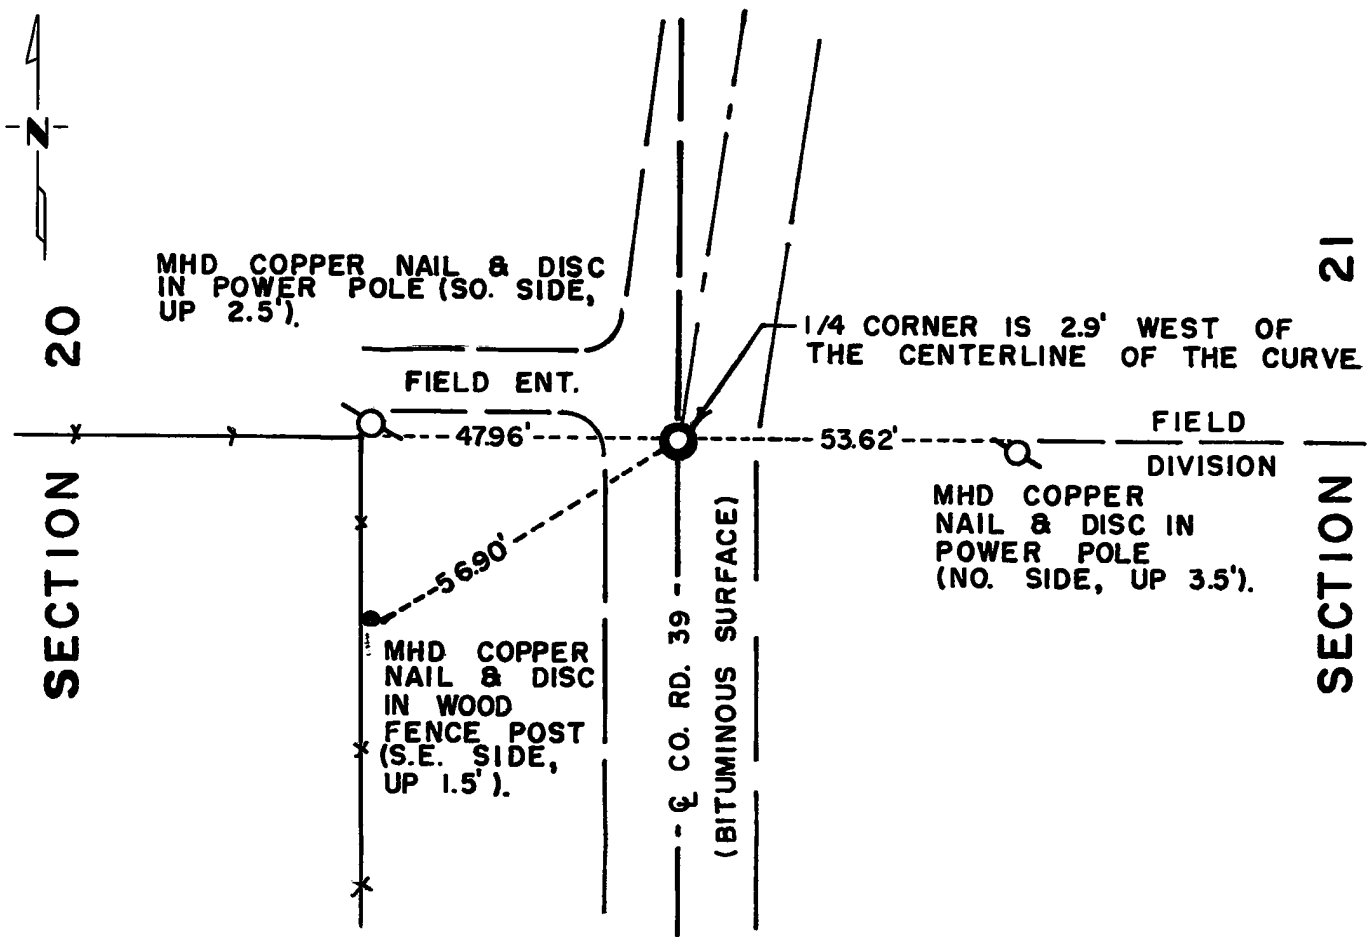 N
MHD COPPER NAIL & DISC
IN POWER POLE (SO. SIDE,
UP 2.5').
SECTION 20
SECTION 21
1/4 CORNER IS 2.9' WEST OF
THE CENTERLINE OF THE CURVE
FIELD ENT.
47.96'
53.62'
FIELD
DIVISION
MHD COPPER
NAIL & DISC IN
POWER POLE
(NO. SIDE, UP 3.5').
56.90'
MHD COPPER
NAIL & DISC
IN WOOD
FENCE POST
(S.E. SIDE,
UP 1.5').
℄ CO. RD. 39
(BITUMINOUS SURFACE)